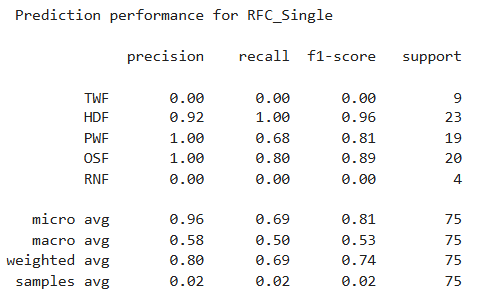 Prediction performance for RFC_Single
precision recall f1-score support
TWF 0.00 0.00 0.00 9
HDF 0.92 1.00 0.96 23
PWF 1.00 0.68 0.81 19
OSF 1.00 0.80 0.89 20
RNF 0.00 0.00 0.00 4
micro avg 0.96 0.69 0.81 75
macro avg 0.58 0.50 0.53 75
weighted avg 0.80 0.69 0.74 75
samples avg 0.02 0.02 0.02 75